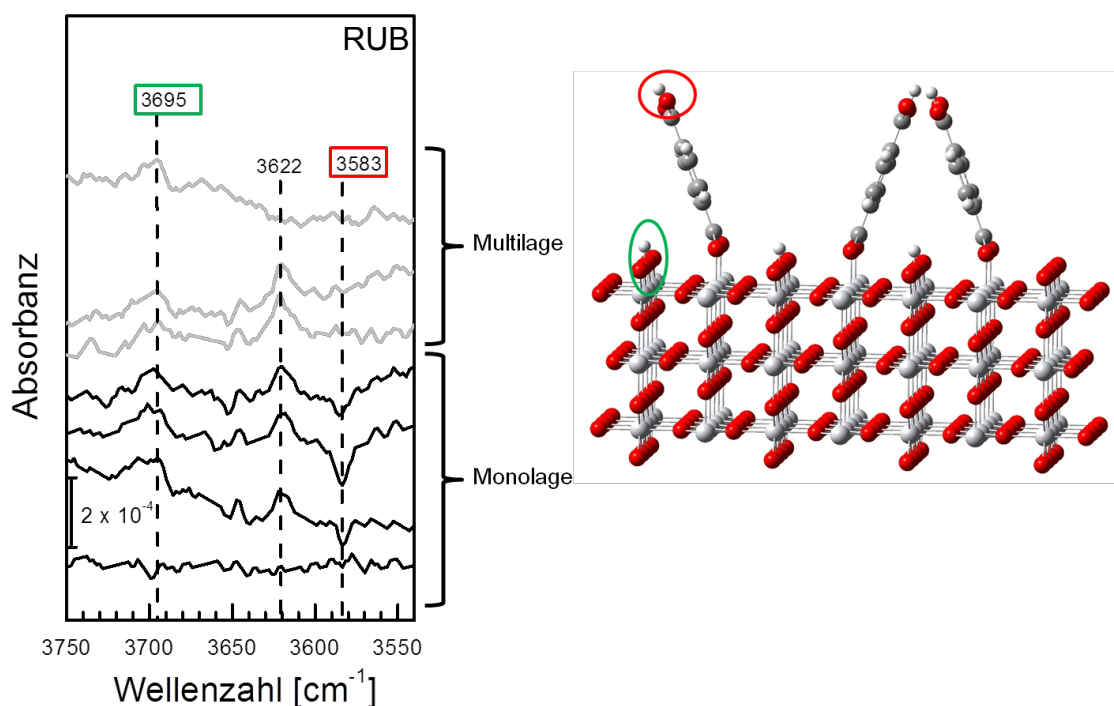 RUB
3695
3622
3583
Multilage
Absorbanz
Monolage
2 x 10⁻⁴
3750 3700 3650 3600 3550
Wellenzahl [cm⁻¹]